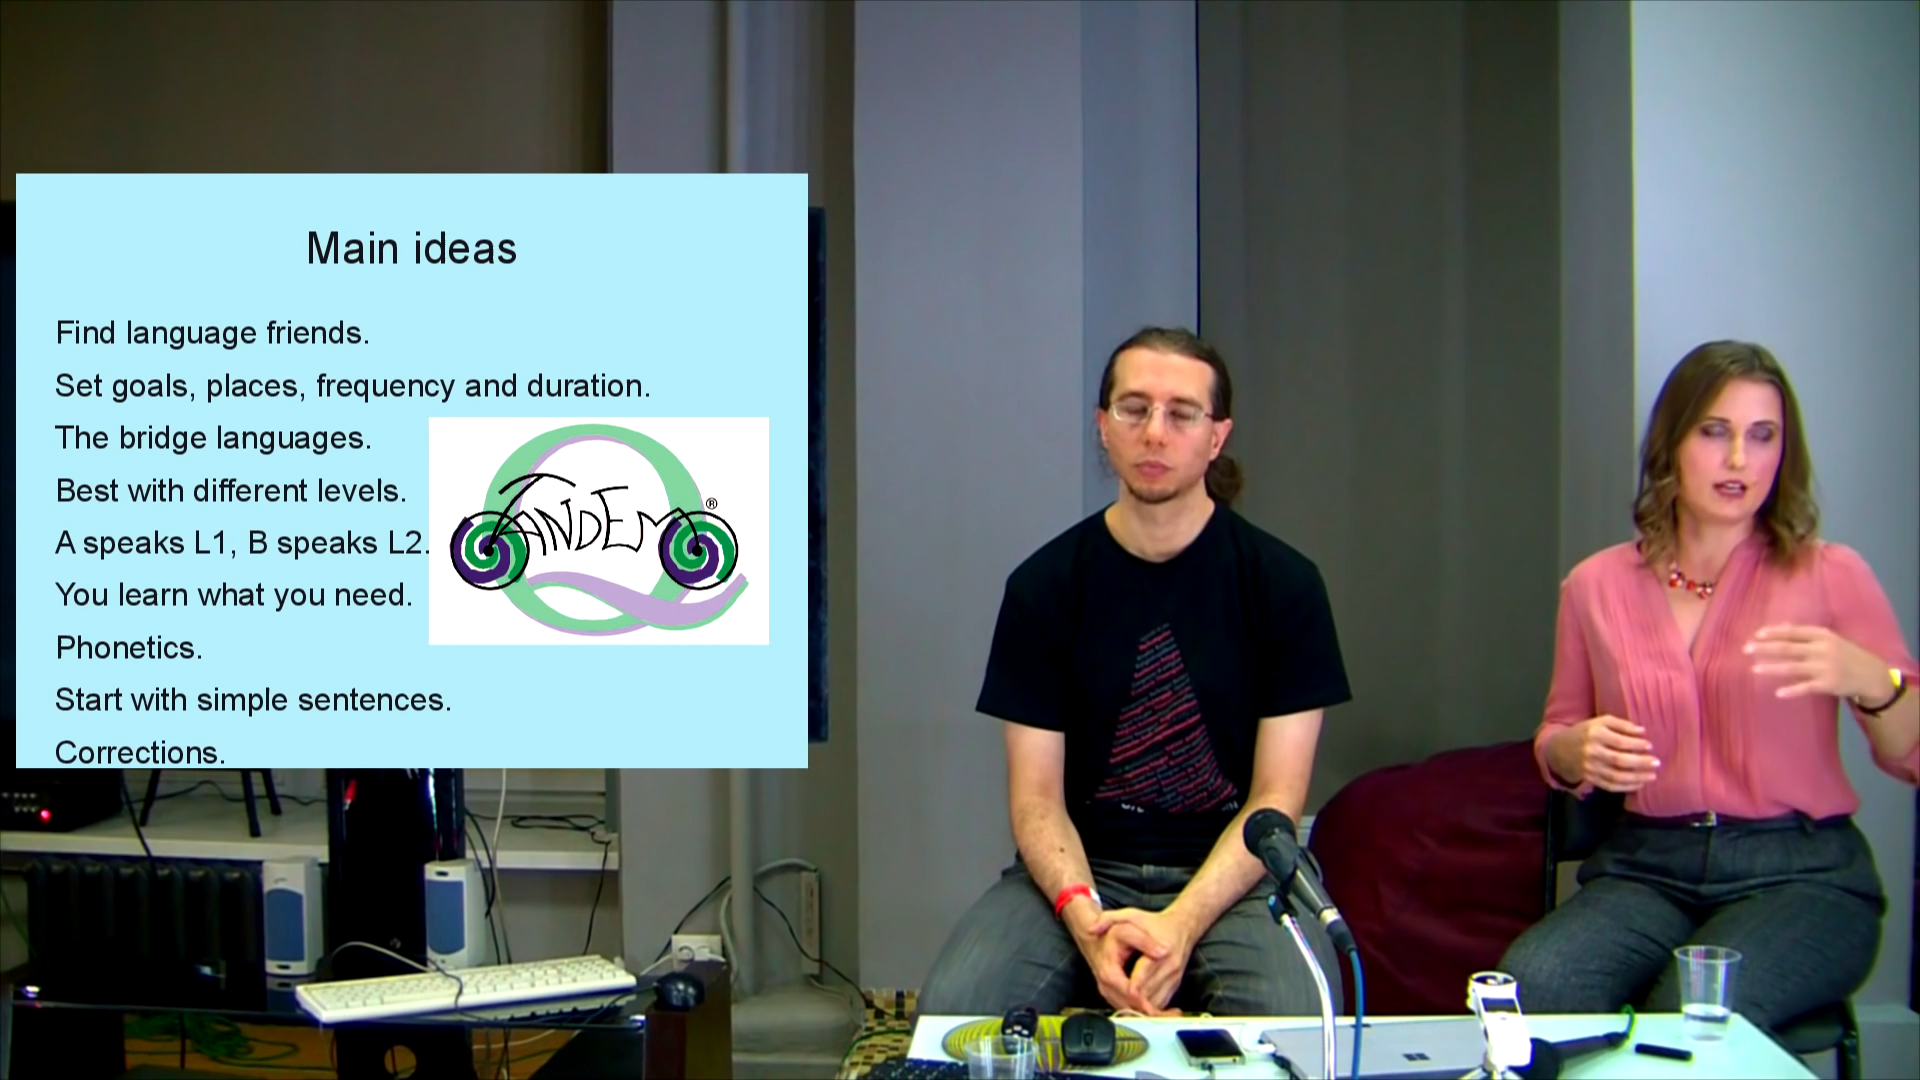 Main ideas
Find language friends.
Set goals, places, frequency and duration.
The bridge languages.
Best with different levels.
A speaks L1, B speaks L2.
You learn what you need.
Phonetics.
Start with simple sentences.
Corrections.
TANDEM ®